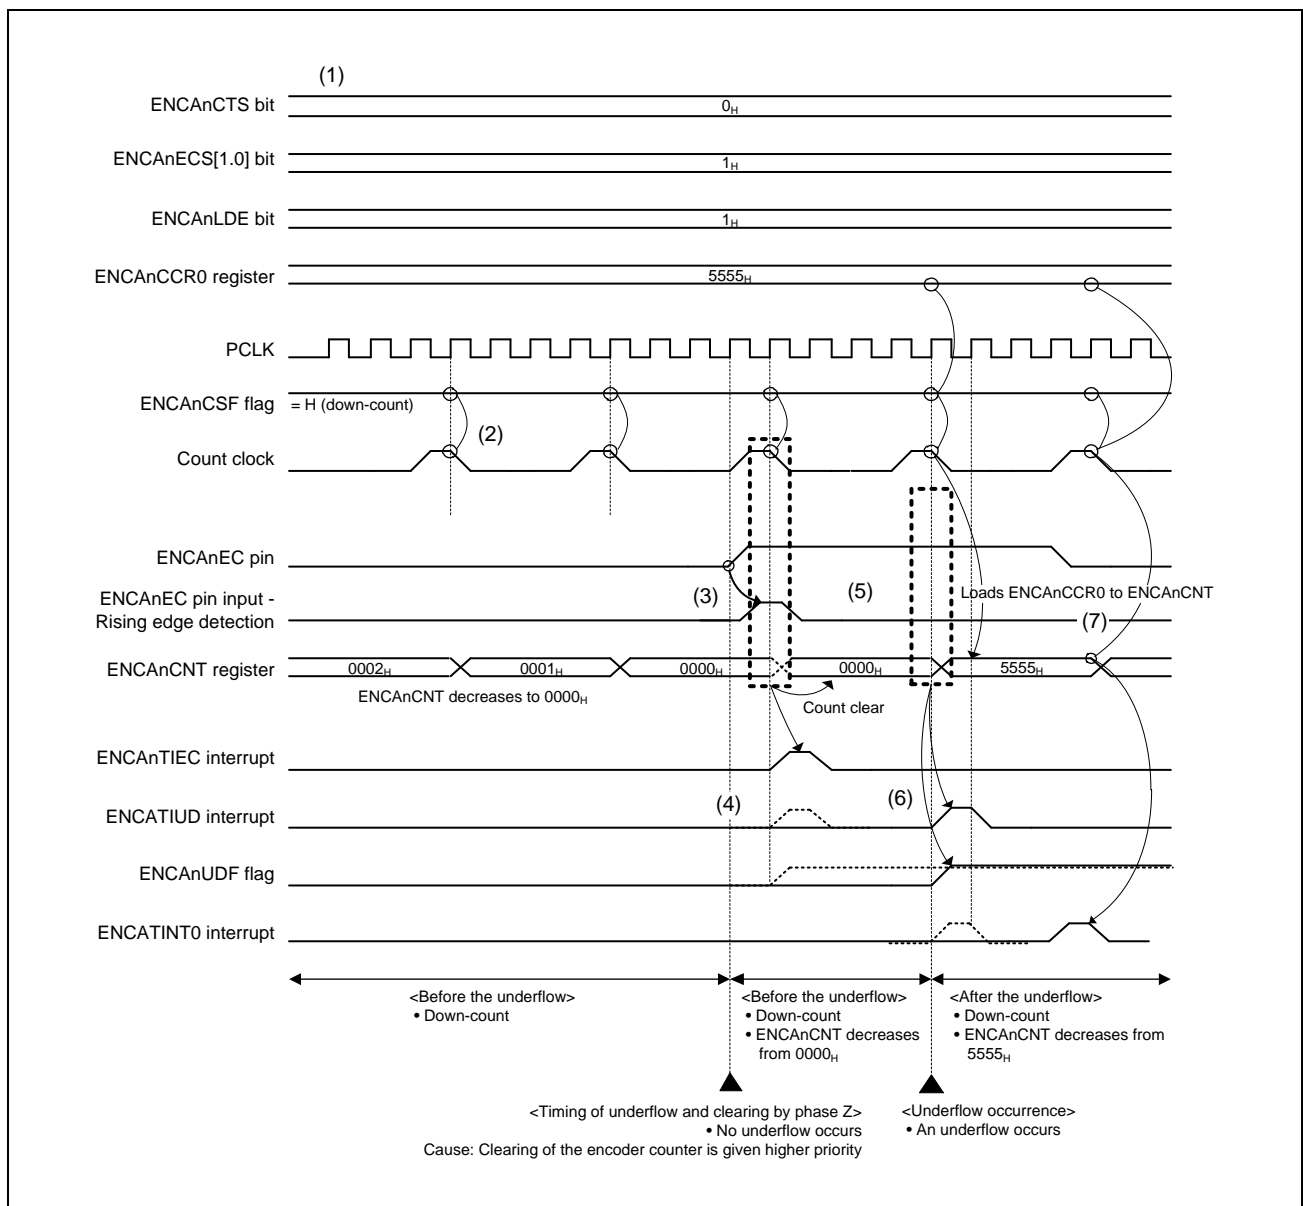 (1)
ENCAnCTS bit
0H
ENCAnECS[1.0] bit
1H
ENCAnLDE bit
1H
ENCAnCCR0 register
5555H
PCLK
ENCAnCSF flag
= H (down-count)
(2)
Count clock
ENCAnEC pin
ENCAnEC pin input -
Rising edge detection
(3)
(5)
Loads ENCAnCCR0 to ENCAnCNT
(7)
ENCAnCNT register
0002H
0001H
0000H
0000H
5555H
ENCAnCNT decreases to 0000H
Count clear
ENCAnTIEC interrupt
ENCATIUD interrupt
(4)
(6)
ENCAnUDF flag
ENCATINT0 interrupt
<Before the underflow>
• Down-count
<Before the underflow>
• Down-count
• ENCAnCNT decreases
from 0000H
<After the underflow>
• Down-count
• ENCAnCNT decreases from
5555H
<Timing of underflow and clearing by phase Z>
• No underflow occurs
Cause: Clearing of the encoder counter is given higher priority
<Underflow occurrence>
• An underflow occurs